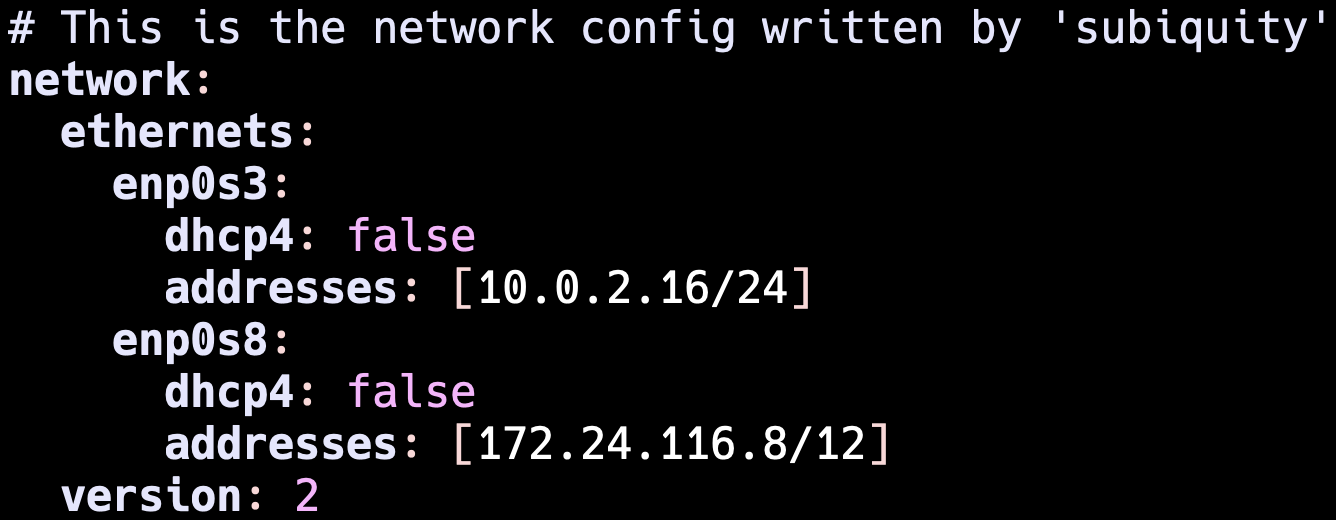 # This is the network config written by 'subiquity'
network:
  ethernets:
    enp0s3:
      dhcp4: false
      addresses: [10.0.2.16/24]
    enp0s8:
      dhcp4: false
      addresses: [172.24.116.8/12]
  version: 2